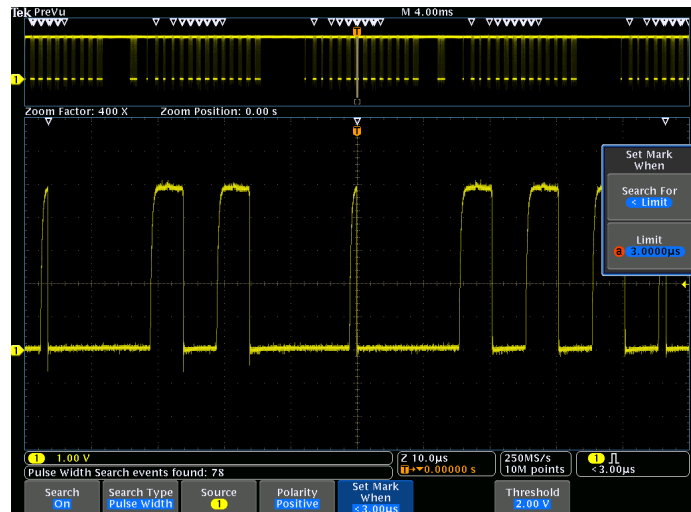 Tek PreVu M 4.00ms
T
1
Zoom Factor: 400 X Zoom Position: 0.00 s
T
Set Mark
When
Search For
< Limit
Limit
a 3.0000µs
1
1 1.00 V
Z 10.0µs
T→▼0.00000 s
250MS/s
10M points
1
<3.00µs
Pulse Width Search events found: 78
Search
On
Search Type
Pulse Width
Source
1
Polarity
Positive
Set Mark
When
<3.00µs
Threshold
2.00 V